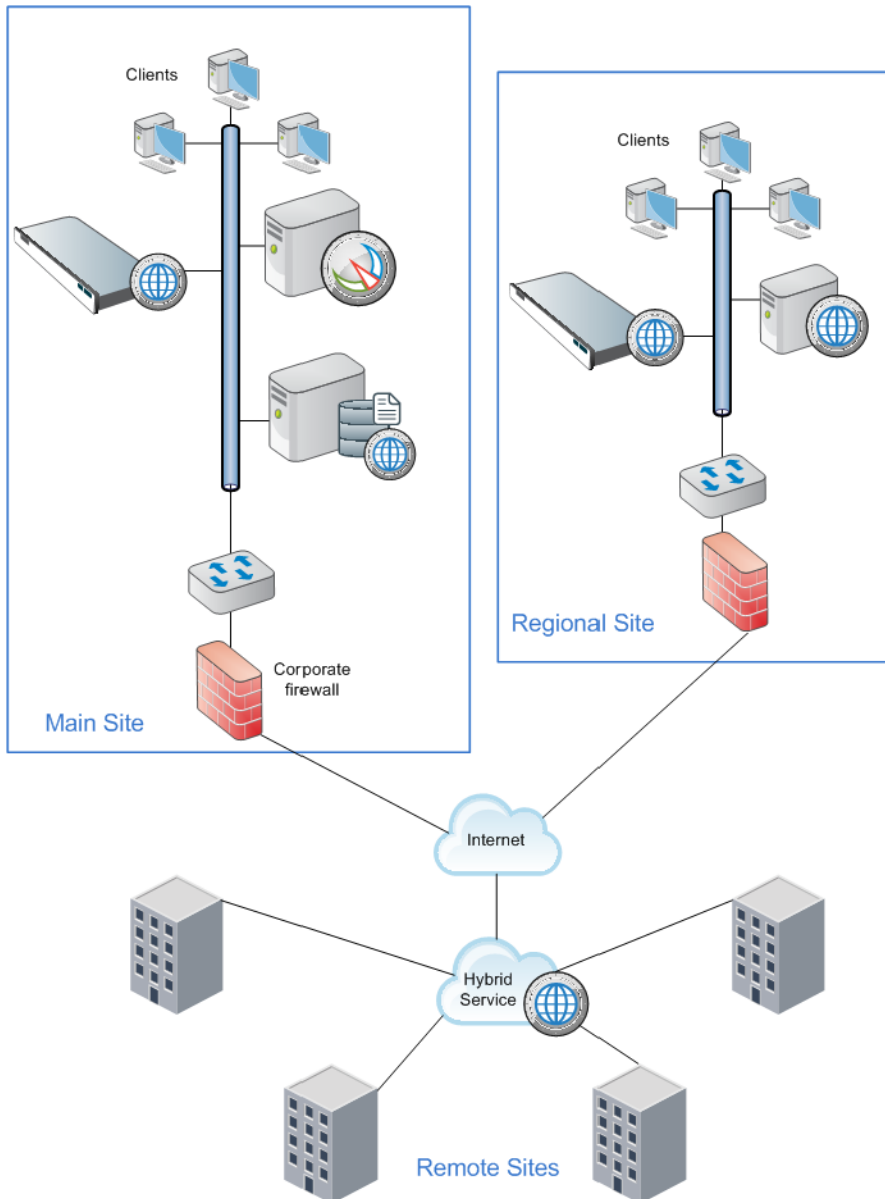 Clients
Clients
Corporate
firewall
Regional Site
Main Site
Internet
Hybrid
Service
Remote Sites